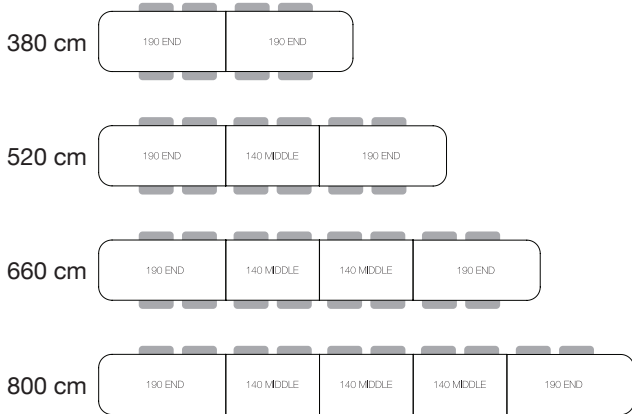 380 cm
190 END 190 END
520 cm
190 END 140 MIDDLE 190 END
660 cm
190 END 140 MIDDLE 140 MIDDLE 190 END
800 cm
190 END 140 MIDDLE 140 MIDDLE 140 MIDDLE 190 END